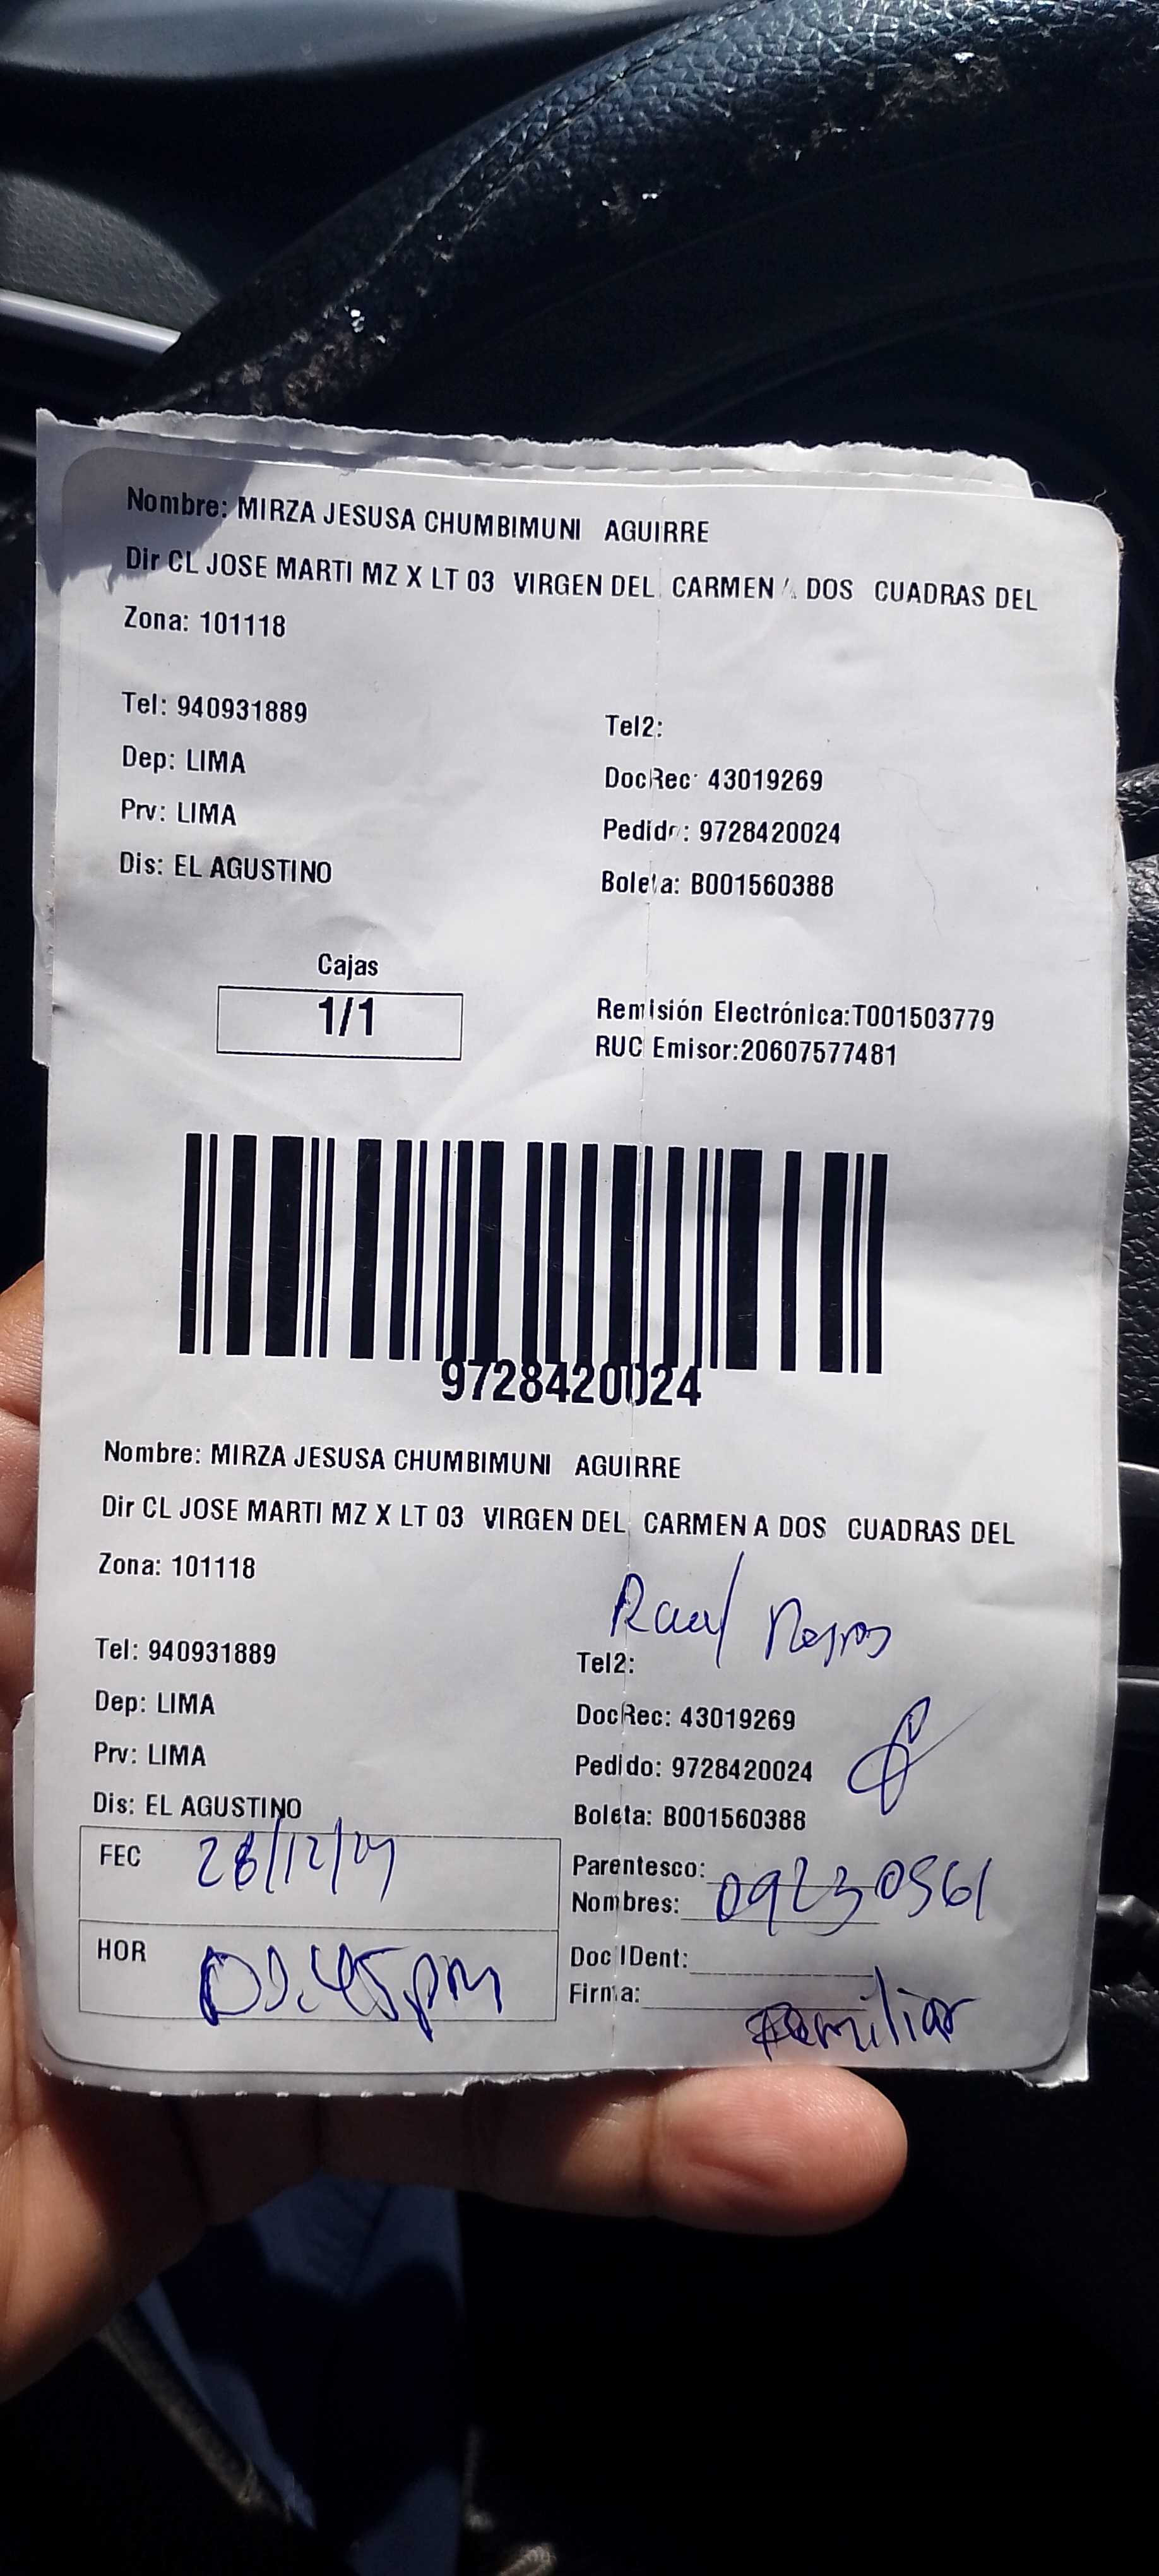 Nombre: MIRZA JESUSA CHUMBIMUNI AGUIRRE
Dir CL JOSE MARTI MZ X LT 03 VIRGEN DEL CARMEN A DOS CUADRAS DEL
Zona: 101118
Tel: 940931889
Tel2:
Dep: LIMA
DocRec: 43019269
Prv: LIMA
Pedido: 9728420024
Dis: EL AGUSTINO
Boleta: B001560388
Cajas
1/1
Remisión Electrónica:T001503779
RUC Emisor:20607577481
9728420024
Nombre: MIRZA JESUSA CHUMBIMUNI AGUIRRE
Dir CL JOSE MARTI MZ X LT 03 VIRGEN DEL CARMEN A DOS CUADRAS DEL
Zona: 101118
Raul
Tel: 940931889
Tel2:
Dep: LIMA
DocRec: 43019269
Prv: LIMA
Pedido: 9728420024
Dis: EL AGUSTINO
Boleta: B001560388
FEC
Parentesco:
Nombres: 09230561
HOR
Doc IDent:
Firma:
Familiar